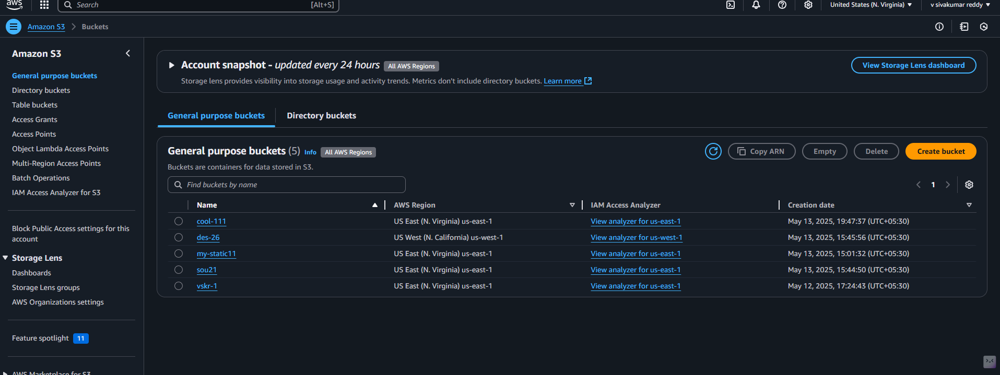 aws
Search
[Alt+S]
United States (N. Virginia)
v sivakumar reddy
Amazon S3
Buckets
Amazon S3
General purpose buckets
Directory buckets
Table buckets
Access Grants
Access Points
Object Lambda Access Points
Multi-Region Access Points
Batch Operations
IAM Access Analyzer for S3
Block Public Access settings for this
account
Storage Lens
Dashboards
Storage Lens groups
AWS Organizations settings
Feature spotlight 11
AWS Marketplace for S3
Account snapshot - updated every 24 hours All AWS Regions
View Storage Lens dashboard
Storage lens provides visibility into storage usage and activity trends. Metrics don't include directory buckets. Learn more
General purpose buckets
Directory buckets
General purpose buckets (5) Info All AWS Regions
Copy ARN
Empty
Delete
Create bucket
Buckets are containers for data stored in S3.
Find buckets by name
1
Name AWS Region IAM Access Analyzer Creation date
cool-111 US East (N. Virginia) us-east-1 View analyzer for us-east-1 May 13, 2025, 19:47:37 (UTC+05:30)
des-26 US West (N. California) us-west-1 View analyzer for us-west-1 May 13, 2025, 15:45:56 (UTC+05:30)
my-static11 US East (N. Virginia) us-east-1 View analyzer for us-east-1 May 13, 2025, 15:01:32 (UTC+05:30)
sou21 US East (N. Virginia) us-east-1 View analyzer for us-east-1 May 13, 2025, 15:44:50 (UTC+05:30)
vskr-1 US East (N. Virginia) us-east-1 View analyzer for us-east-1 May 12, 2025, 17:24:43 (UTC+05:30)